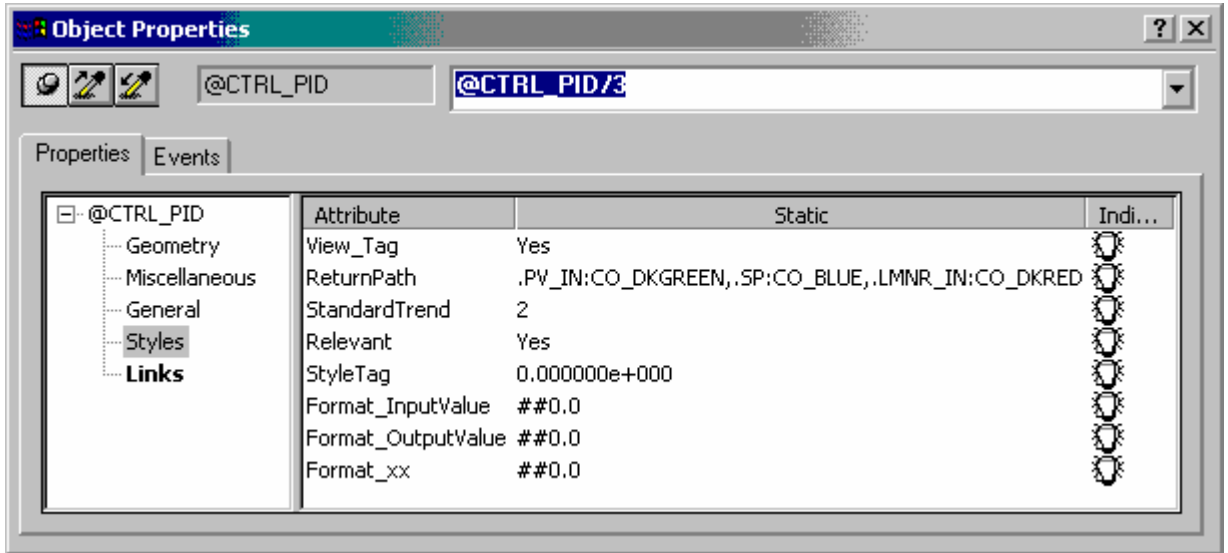 Object Properties
@CTRL_PID @CTRL_PID/3
Properties Events
@CTRL_PID
Geometry
Miscellaneous
General
Styles
Links
Attribute Static Indi...
View_Tag Yes
ReturnPath .PV_IN:CO_DKGREEN,.SP:CO_BLUE,.LMNR_IN:CO_DKRED
StandardTrend 2
Relevant Yes
StyleTag 0.000000e+000
Format_InputValue ##0.0
Format_OutputValue ##0.0
Format_xx ##0.0